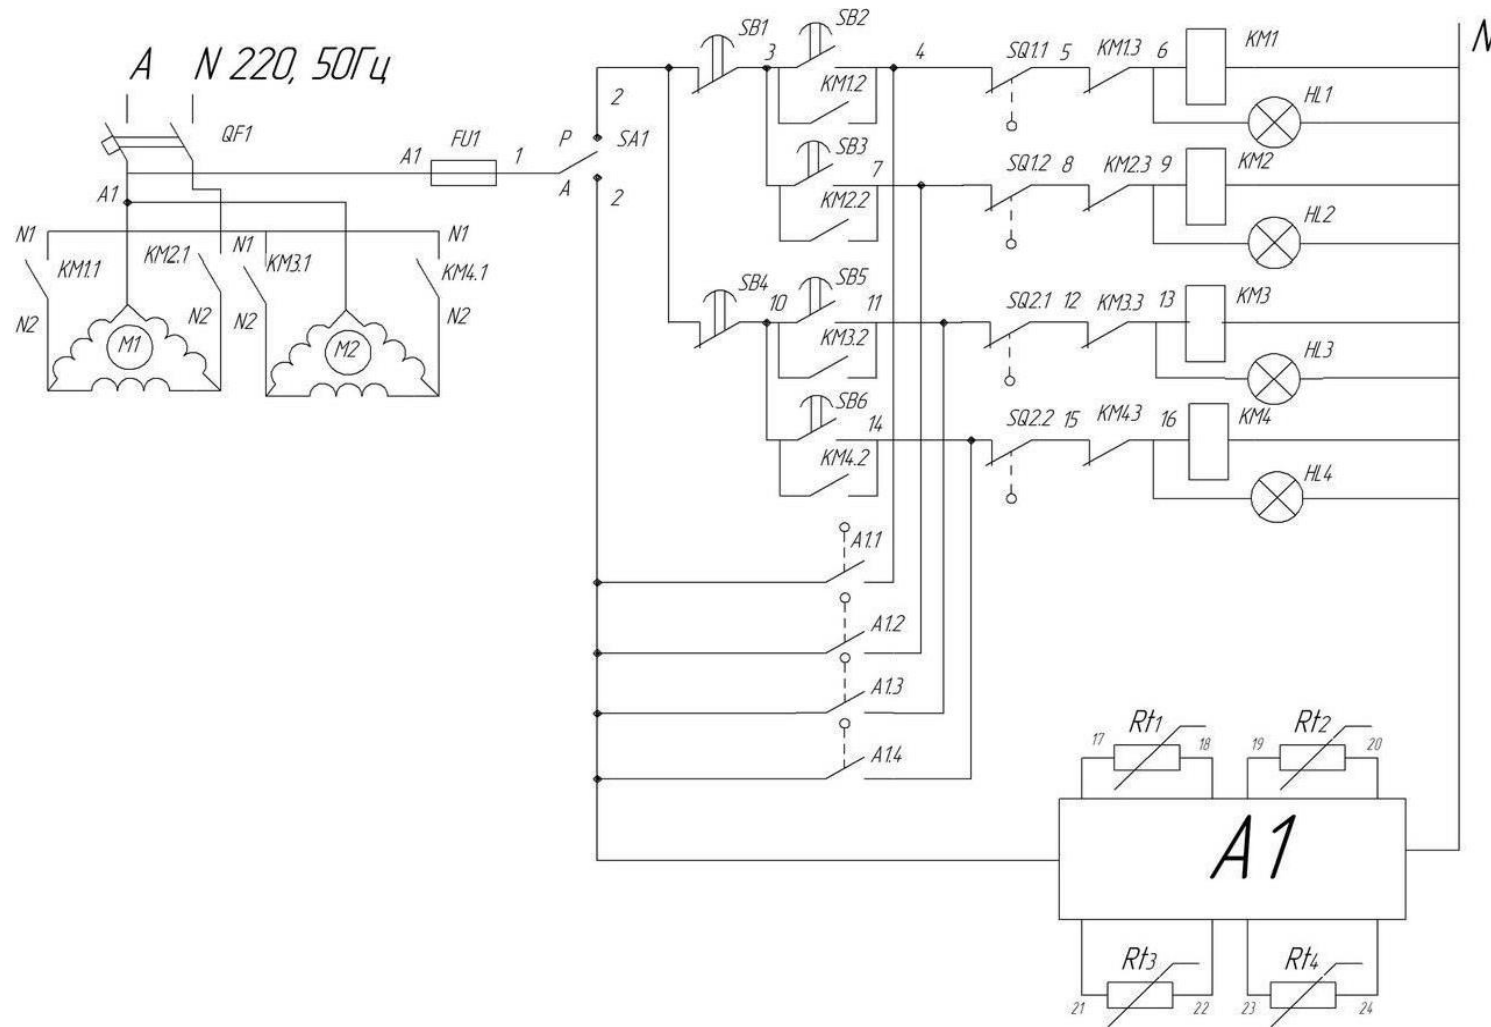 A N 220, 50Гц
QF1
A1 FU1 1
P SA1
A
2
2
A1
N1 KM1.1 N2
KM2.1 N2
N1 KM3.1 N2
N1 KM4.1 N2
M1
M2
SB1 3 SB2 4 SQ1.1 5 KM1.3 6 KM1 N
KM1.2 HL1
SB3 7 SQ1.2 8 KM2.3 9 KM2
KM2.2 HL2
SB4 10 SB5 11 SQ2.1 12 KM3.3 13 KM3
KM3.2 HL3
SB6 14 SQ2.2 15 KM4.3 16 KM4
KM4.2 HL4
A1.1
A1.2
A1.3
A1.4
17 Rt1 18 19 Rt2 20
A1
21 Rt3 22 23 Rt4 24